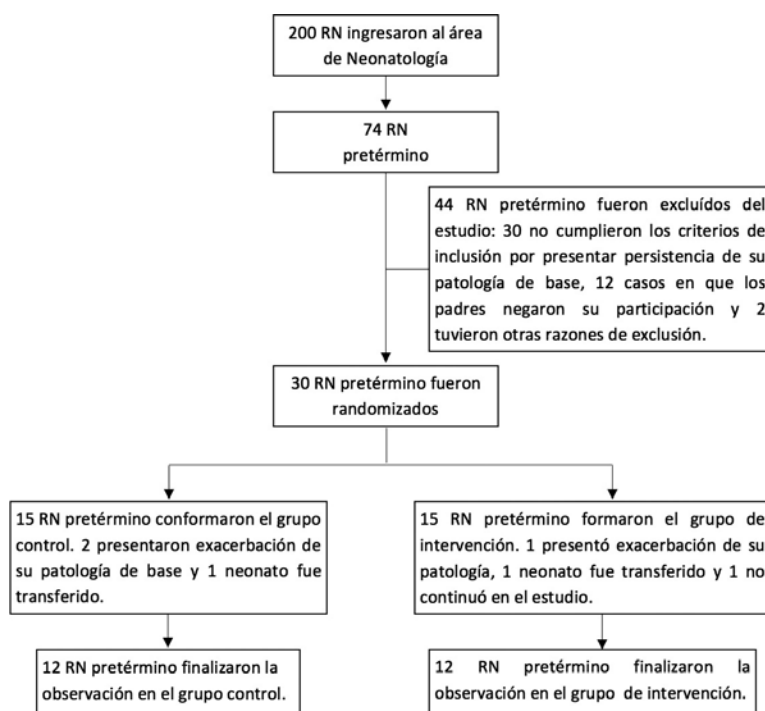 200 RN ingresaron al área
de Neonatología
74 RN
pretérmino
44 RN pretérmino fueron excluídos del
estudio: 30 no cumplieron los criterios de
inclusión por presentar persistencia de su
patología de base, 12 casos en que los
padres negaron su participación y 2
tuvieron otras razones de exclusión.
30 RN pretérmino fueron
randomizados
15 RN pretérmino conformaron el grupo
control. 2 presentaron exacerbación de
su patología de base y 1 neonato fue
transferido.
15 RN pretérmino formaron el grupo de
intervención. 1 presentó exacerbación de su
patología, 1 neonato fue transferido y 1 no
continuó en el estudio.
12 RN pretérmino finalizaron la
observación en el grupo control.
12 RN pretérmino finalizaron la
observación en el grupo de intervención.